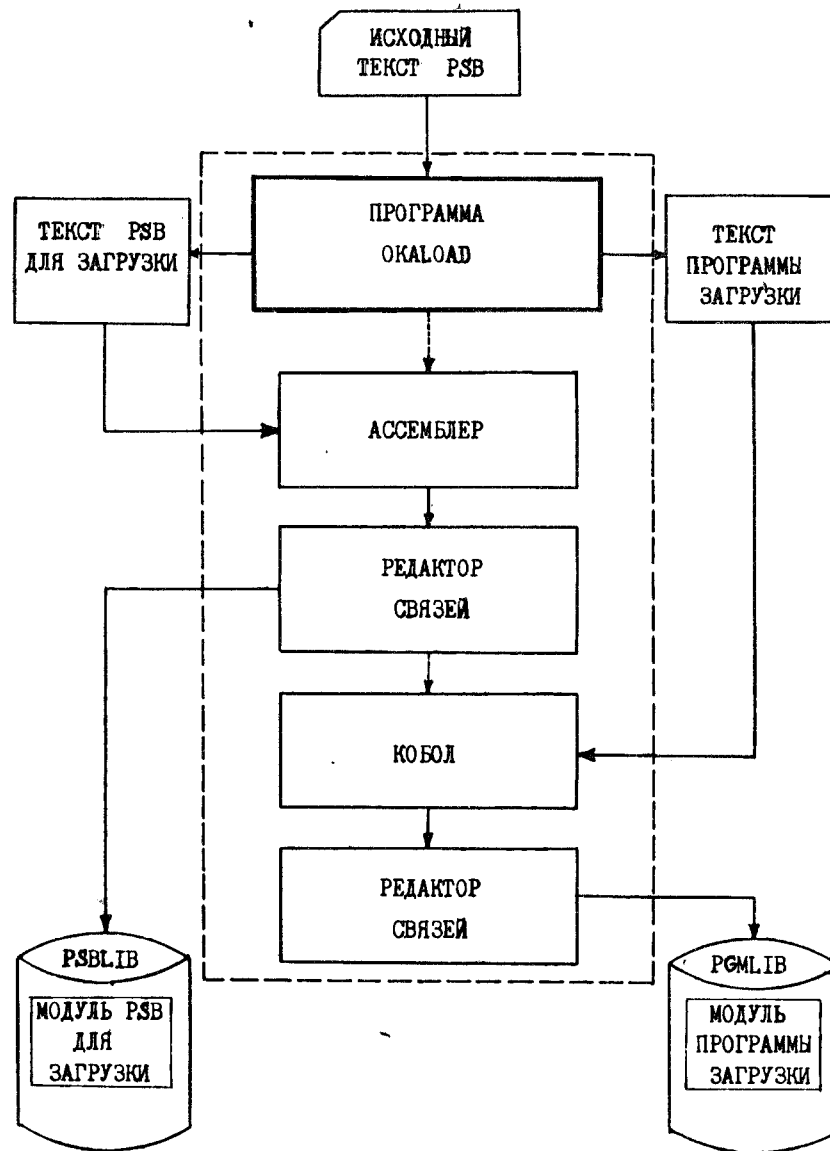 ИСХОДНЫЙ
ТЕКСТ PSB
ПРОГРАММА
OKALOAD
ТЕКСТ PSB
ДЛЯ ЗАГРУЗКИ
ТЕКСТ
ПРОГРАММЫ
ЗАГРУЗКИ
АССЕМБЛЕР
РЕДАКТОР
СВЯЗЕЙ
КОБОЛ
РЕДАКТОР
СВЯЗЕЙ
PSBLIB
МОДУЛЬ PSB
ДЛЯ
ЗАГРУЗКИ
PGMLIB
МОДУЛЬ
ПРОГРАММЫ
ЗАГРУЗКИ